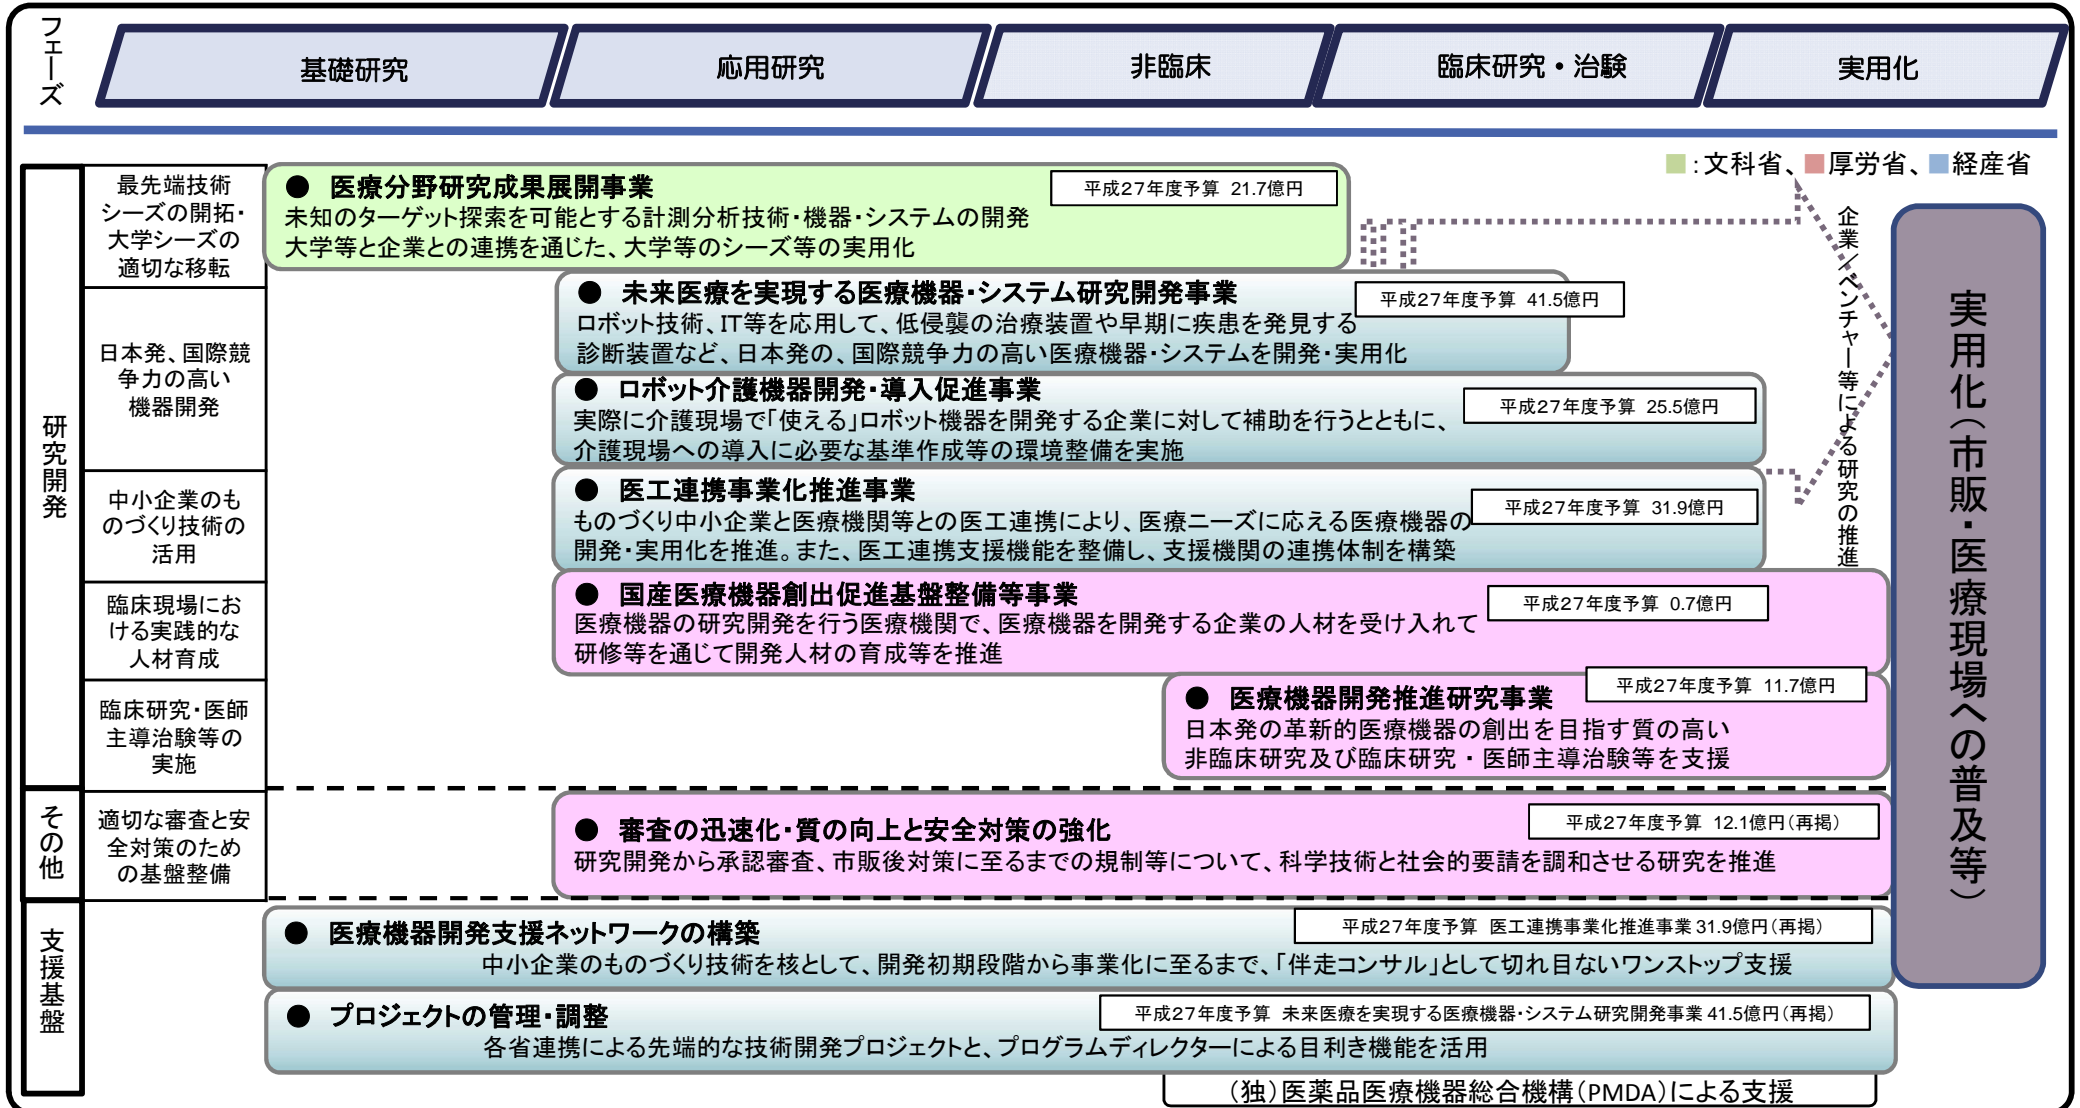 フェーズ
基礎研究
応用研究
非臨床
臨床研究・治験
実用化
■:文科省、■厚労省、■経産省
研究開発
最先端技術
シーズの開拓・
大学シーズの
適切な移転
● 医療分野研究成果展開事業
平成27年度予算 21.7億円
未知のターゲット探索を可能とする計測分析技術・機器・システムの開発
大学等と企業との連携を通じた、大学等のシーズ等の実用化
日本発、国際競
争力の高い
機器開発
● 未来医療を実現する医療機器・システム研究開発事業
平成27年度予算 41.5億円
ロボット技術、IT等を応用して、低侵襲の治療装置や早期に疾患を発見する
診断装置など、日本発の、国際競争力の高い医療機器・システムを開発・実用化
● ロボット介護機器開発・導入促進事業
平成27年度予算 25.5億円
実際に介護現場で「使える」ロボット機器を開発する企業に対して補助を行うとともに、
介護現場への導入に必要な基準作成等の環境整備を実施
中小企業のも
のづくり技術の
活用
● 医工連携事業化推進事業
平成27年度予算 31.9億円
ものづくり中小企業と医療機関等との医工連携により、医療ニーズに応える医療機器の
開発・実用化を推進。また、医工連携支援機能を整備し、支援機関の連携体制を構築
臨床現場にお
ける実践的な
人材育成
● 国産医療機器創出促進基盤整備等事業
平成27年度予算 0.7億円
医療機器の研究開発を行う医療機関で、医療機器を開発する企業の人材を受け入れて
研修等を通じて開発人材の育成等を推進
臨床研究・医師
主導治験等の
実施
● 医療機器開発推進研究事業
平成27年度予算 11.7億円
日本発の革新的医療機器の創出を目指す質の高い
非臨床研究及び臨床研究・医師主導治験等を支援
企業/ベンチャー等による研究の推進
実用化(市販・医療現場への普及等)
その他
適切な審査と安
全対策のため
の基盤整備
● 審査の迅速化・質の向上と安全対策の強化
平成27年度予算 12.1億円(再掲)
研究開発から承認審査、市販後対策に至るまでの規制等について、科学技術と社会的要請を調和させる研究を推進
支援基盤
● 医療機器開発支援ネットワークの構築
平成27年度予算 医工連携事業化推進事業 31.9億円(再掲)
中小企業のものづくり技術を核として、開発初期段階から事業化に至るまで、「伴走コンサル」として切れ目ないワンストップ支援
● プロジェクトの管理・調整
平成27年度予算 未来医療を実現する医療機器・システム研究開発事業 41.5億円(再掲)
各省連携による先端的な技術開発プロジェクトと、プログラムディレクターによる目利き機能を活用
(独)医薬品医療機器総合機構(PMDA)による支援